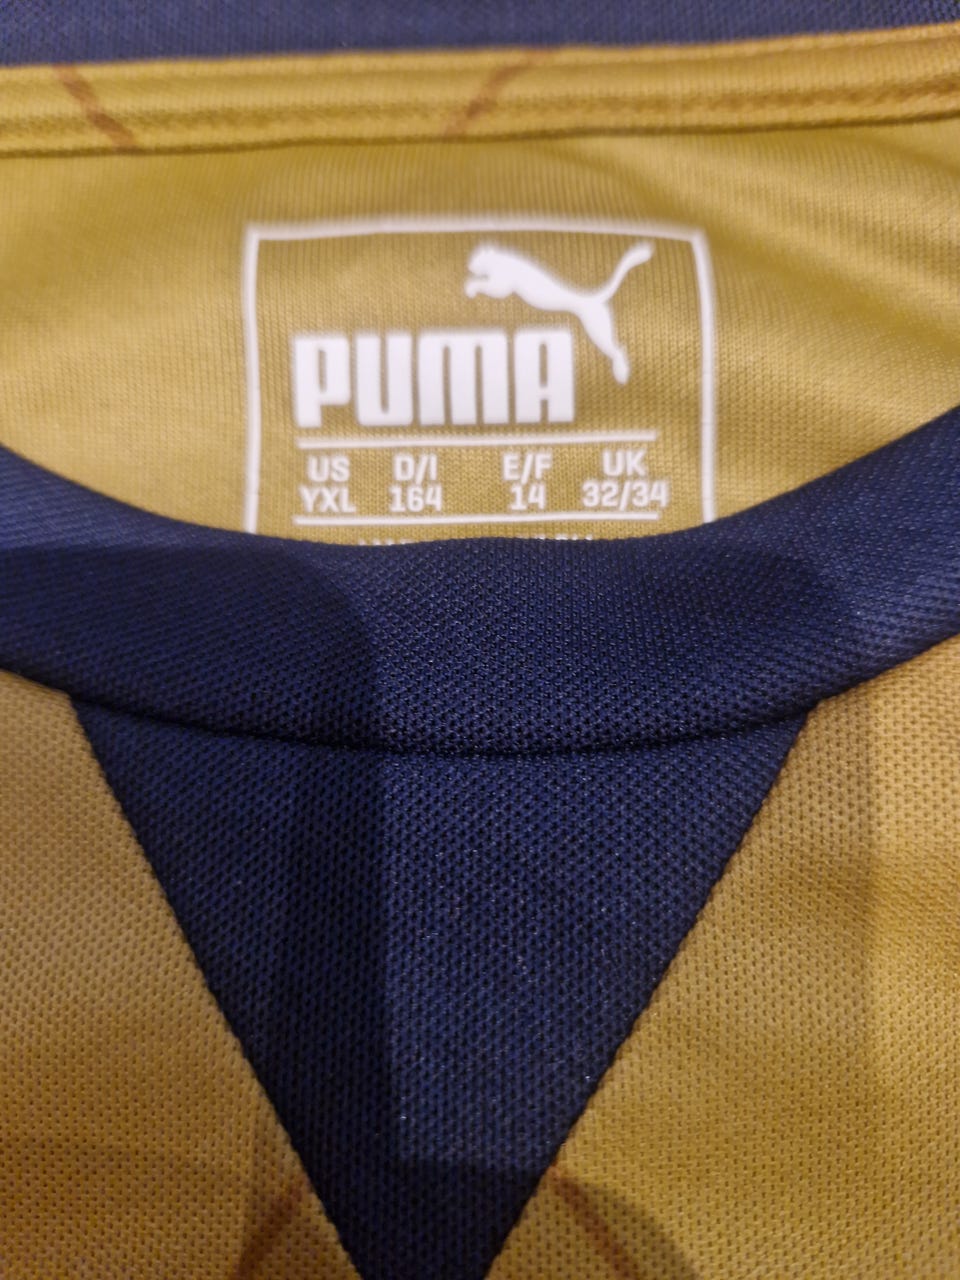 PUMA
US D/I E/F UK
YXL 164 14 32/34